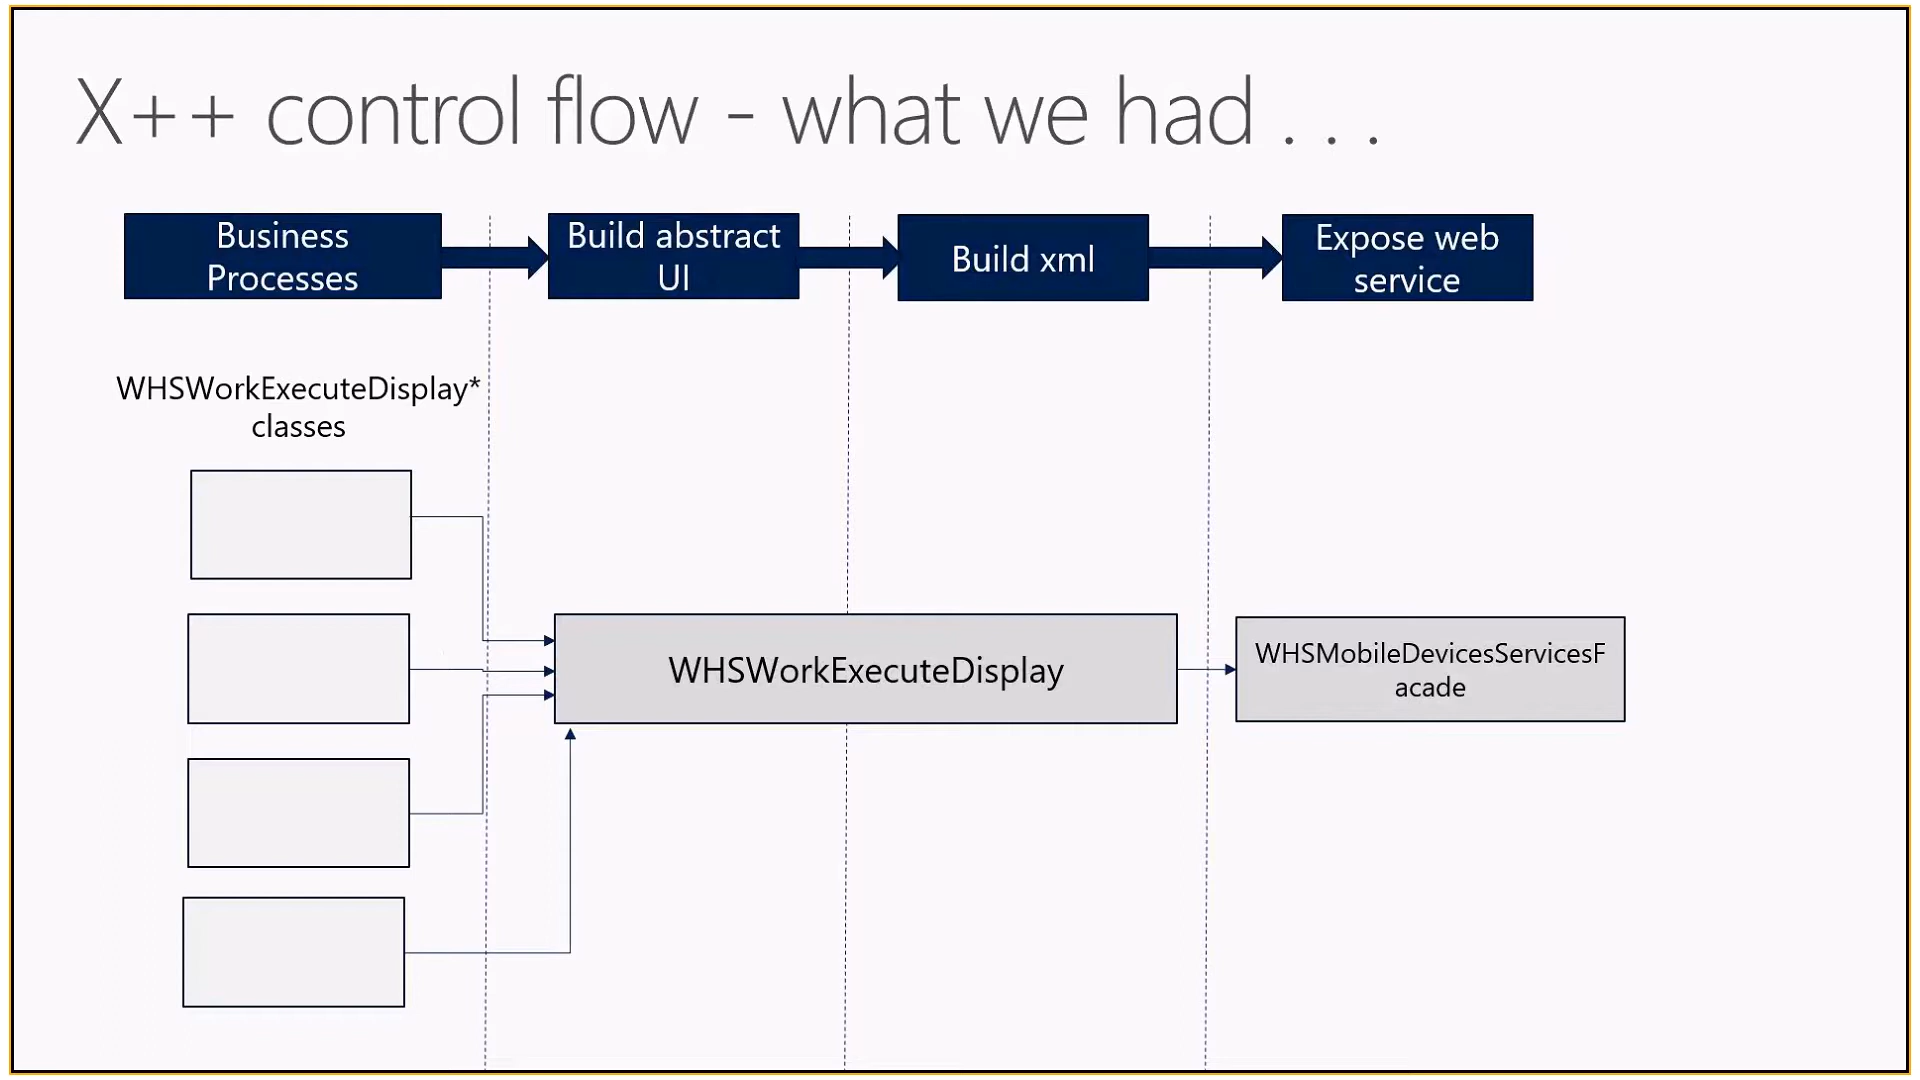 X++ control flow - what we had . . .
Business
Processes
Build abstract
UI
Build xml
Expose web
service
WHSWorkExecuteDisplay*
classes
WHSWorkExecuteDisplay
WHSMobileDevicesServicesF
acade